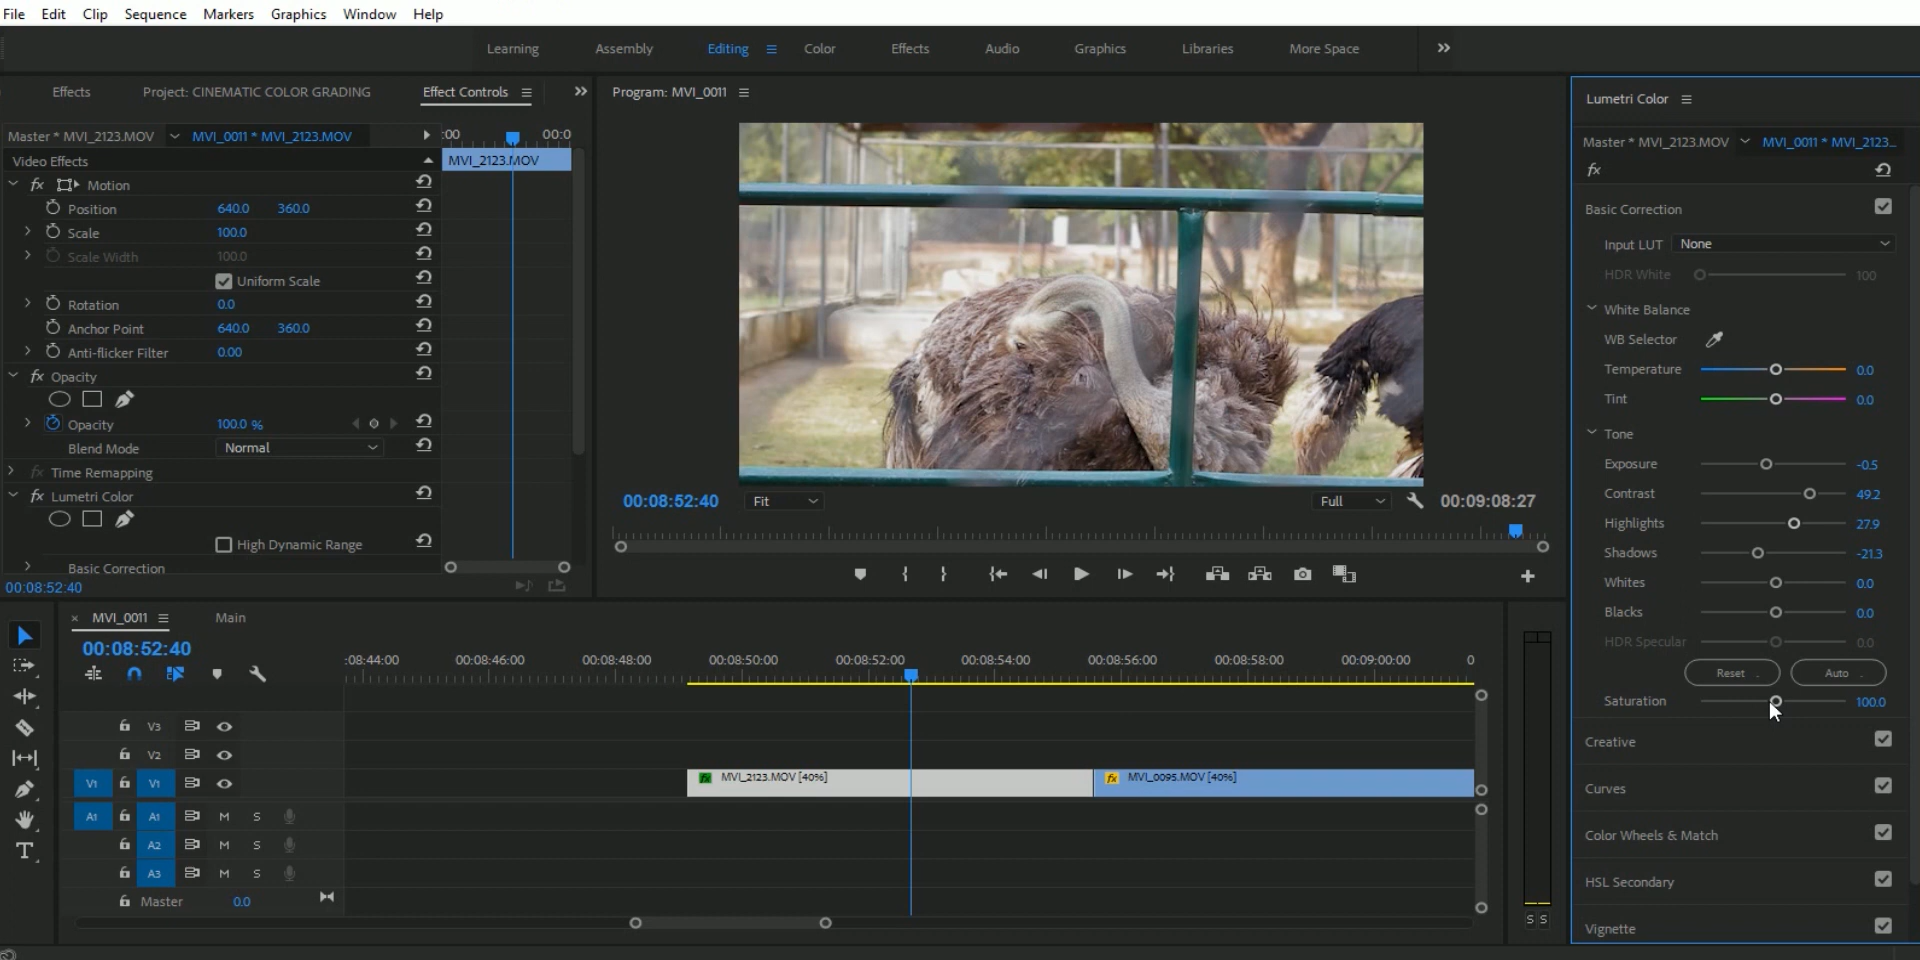 File Edit Clip Sequence Markers Graphics Window Help
Learning Assembly Editing Color Effects Audio Graphics Libraries More Space
Effects Project: CINEMATIC COLOR GRADING Effect Controls
Master * MVI_2123.MOV MVI_0011 * MVI_2123.MOV
:00 00:0
Video Effects
MVI_2123.MOV
fx Motion
Position 640.0 360.0
Scale 100.0
Scale Width 100.0
Uniform Scale
Rotation 0.0
Anchor Point 640.0 360.0
Anti-flicker Filter 0.00
fx Opacity
Opacity 100.0 %
Blend Mode Normal
fx Time Remapping
fx Lumetri Color
High Dynamic Range
Basic Correction
00:08:52:40
Program: MVI_0011
00:08:52:40 Fit Full 00:09:08:27
Lumetri Color
Master * MVI_2123.MOV MVI_0011 * MVI_2123...
fx
Basic Correction
Input LUT None
HDR White 100
White Balance
WB Selector
Temperature 0.0
Tint 0.0
Tone
Exposure -0.5
Contrast 49.2
Highlights 27.9
Shadows -21.3
Whites 0.0
Blacks 0.0
HDR Specular 0.0
Reset Auto
Saturation 100.0
Creative
Curves
Color Wheels & Match
HSL Secondary
Vignette
× MVI_0011 Main
00:08:52:40
:08:44:00 00:08:46:00 00:08:48:00 00:08:50:00 00:08:52:00 00:08:54:00 00:08:56:00 00:08:58:00 00:09:00:00 0
V3
V2
V1 V1 fx MVI_2123.MOV [40%] fx MVI_0095.MOV [40%]
A1 A1 M S
A2 M S
A3 M S
Master 0.0
S S